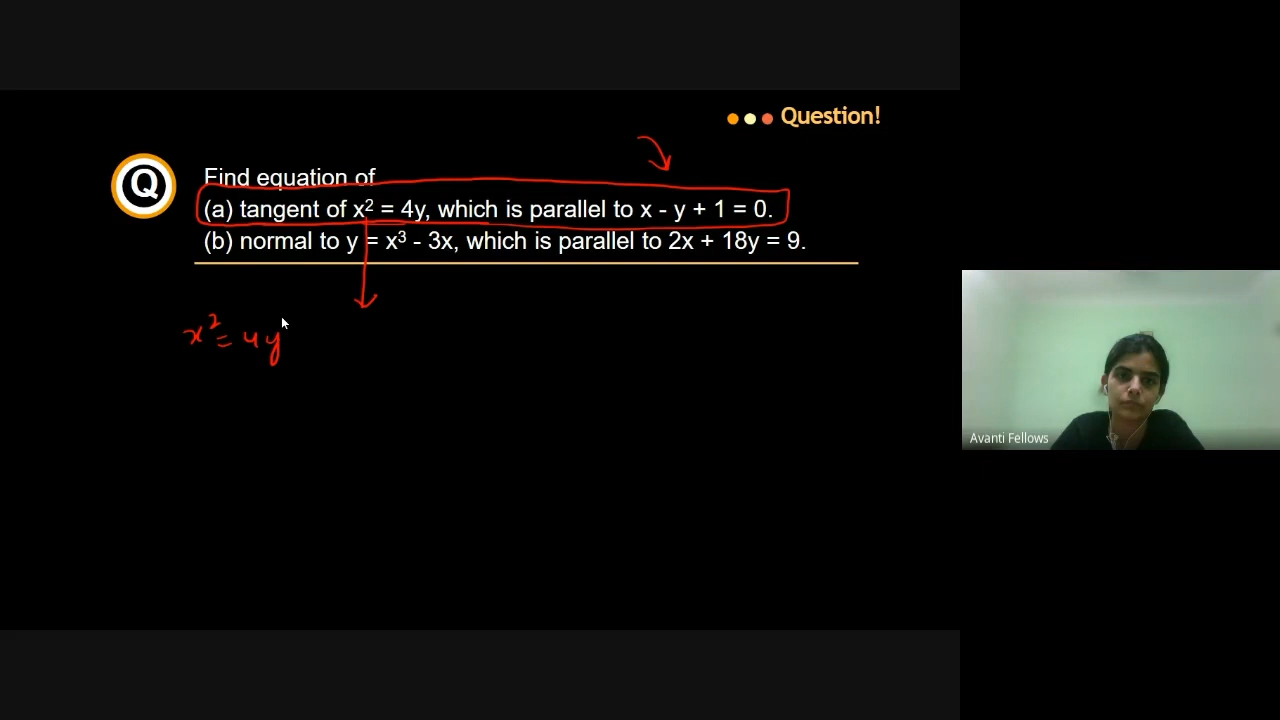 Question!
Q
Find equation of
(a) tangent of x² = 4y, which is parallel to x - y + 1 = 0.
(b) normal to y = x³ - 3x, which is parallel to 2x + 18y = 9.
x² = 4y
Avanti Fellows